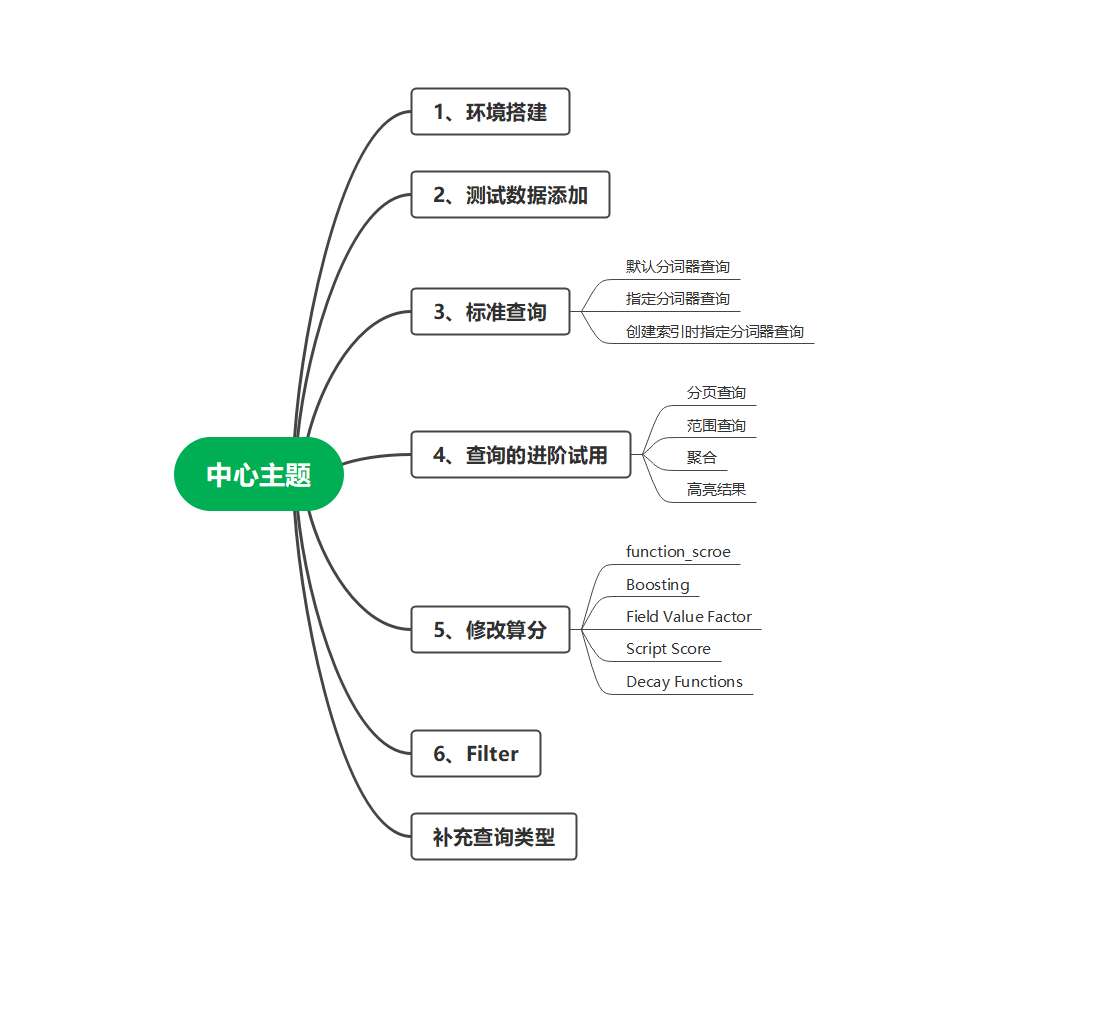 中心主题
1、环境搭建
2、测试数据添加
3、标准查询
默认分词器查询
指定分词器查询
创建索引时指定分词器查询
4、查询的进阶试用
分页查询
范围查询
聚合
高亮结果
5、修改算分
function_scroe
Boosting
Field Value Factor
Script Score
Decay Functions
6、Filter
补充查询类型